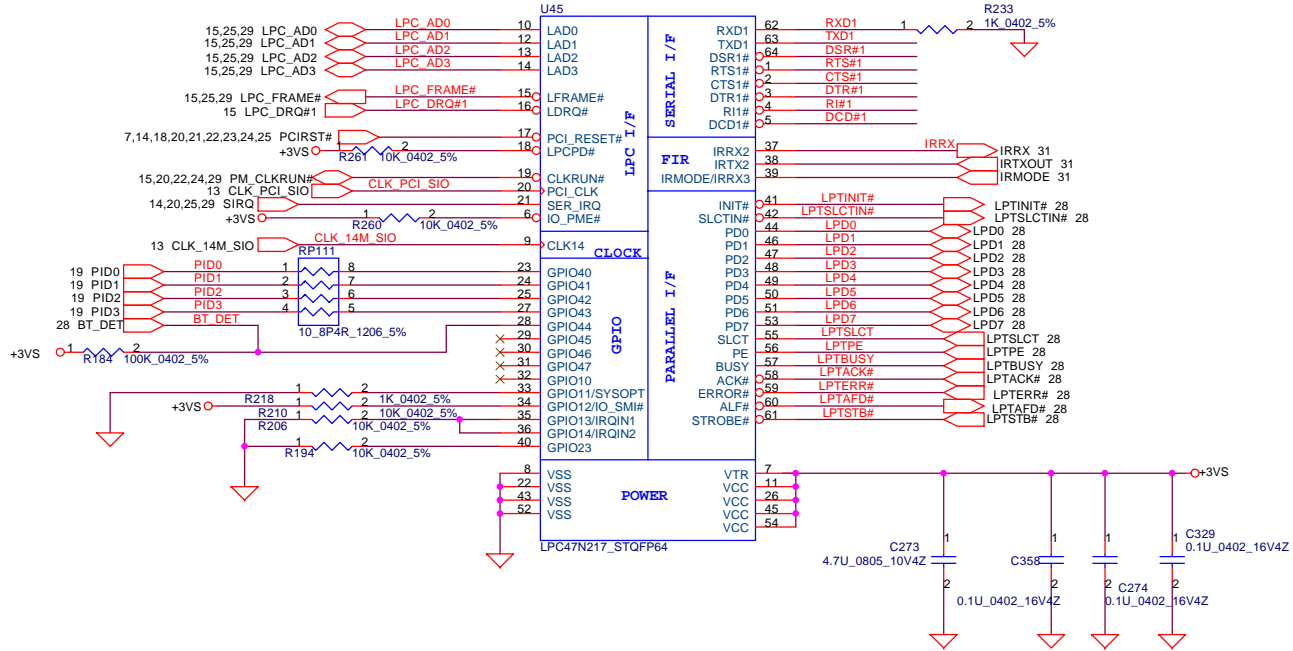 U45
15,25,29 LPC_AD0 LPC_AD0 10 LAD0
15,25,29 LPC_AD1 LPC_AD1 12 LAD1
15,25,29 LPC_AD2 LPC_AD2 13 LAD2
15,25,29 LPC_AD3 LPC_AD3 14 LAD3
15,25,29 LPC_FRAME# LPC_FRAME# 15 LFRAME#
15 LPC_DRQ#1 LPC_DRQ#1 16 LDRQ#
7,14,18,20,21,22,23,24,25 PCIRST# 17 PCI_RESET#
+3VS 1 2 18 LPCPD#
R261 10K_0402_5%
15,20,22,24,29 PM_CLKRUN# 19 CLKRUN#
13 CLK_PCI_SIO CLK_PCI_SIO 20 PCI_CLK
14,20,25,29 SIRQ 21 SER_IRQ
+3VS 1 2 6 IO_PME#
R260 10K_0402_5%
13 CLK_14M_SIO CLK_14M_SIO 9 CLK14
LPC I/F
CLOCK
RP111
19 PID0 PID0 1 8 23 GPIO40
19 PID1 PID1 2 7 24 GPIO41
19 PID2 PID2 3 6 25 GPIO42
19 PID3 PID3 4 5 27 GPIO43
28 BT_DET BT_DET 28 GPIO44
10_8P4R_1206_5%
+3VS 1 2
R184 100K_0402_5%
29 GPIO45
30 GPIO46
31 GPIO47
32 GPIO10
1 2 33 GPIO11/SYSOPT
R218 1K_0402_5%
+3VS 1 2 34 GPIO12/IO_SMI#
R210 10K_0402_5%
1 2 35 GPIO13/IRQIN1
R206 10K_0402_5%
36 GPIO14/IRQIN2
1 2 40 GPIO23
R194 10K_0402_5%
GPIO
8 VSS
22 VSS
43 VSS
52 VSS
POWER
LPC47N217_STQFP64
SERIAL I/F
RXD1 62 RXD1 1 2
R233
1K_0402_5%
TXD1 63 TXD1
DSR1# 64 DSR#1
RTS1# 1 RTS#1
CTS1# 2 CTS#1
DTR1# 3 DTR#1
RI1# 4 RI#1
DCD1# 5 DCD#1
FIR
IRRX2 37 IRRX IRRX 31
IRTX2 38 IRTXOUT 31
IRMODE/IRRX3 39 IRMODE 31
PARALLEL I/F
INIT# 41 LPTINIT# LPTINIT# 28
SLCTIN# 42 LPTSLCTIN# LPTSLCTIN# 28
PD0 44 LPD0 LPD0 28
PD1 46 LPD1 LPD1 28
PD2 47 LPD2 LPD2 28
PD3 48 LPD3 LPD3 28
PD4 49 LPD4 LPD4 28
PD5 50 LPD5 LPD5 28
PD6 51 LPD6 LPD6 28
PD7 53 LPD7 LPD7 28
SLCT 55 LPTSLCT LPTSLCT 28
PE 56 LPTPE LPTPE 28
BUSY 57 LPTBUSY LPTBUSY 28
ACK# 58 LPTACK# LPTACK# 28
ERROR# 59 LPTERR# LPTERR# 28
ALF# 60 LPTAFD# LPTAFD# 28
STROBE# 61 LPTSTB# LPTSTB# 28
VTR 7 +3VS
VCC 11
VCC 26
VCC 45
VCC 54
C273 1 2
4.7U_0805_10V4Z
C358 1 2
0.1U_0402_16V4Z
C274 1 2
0.1U_0402_16V4Z
C329 1 2
0.1U_0402_16V4Z